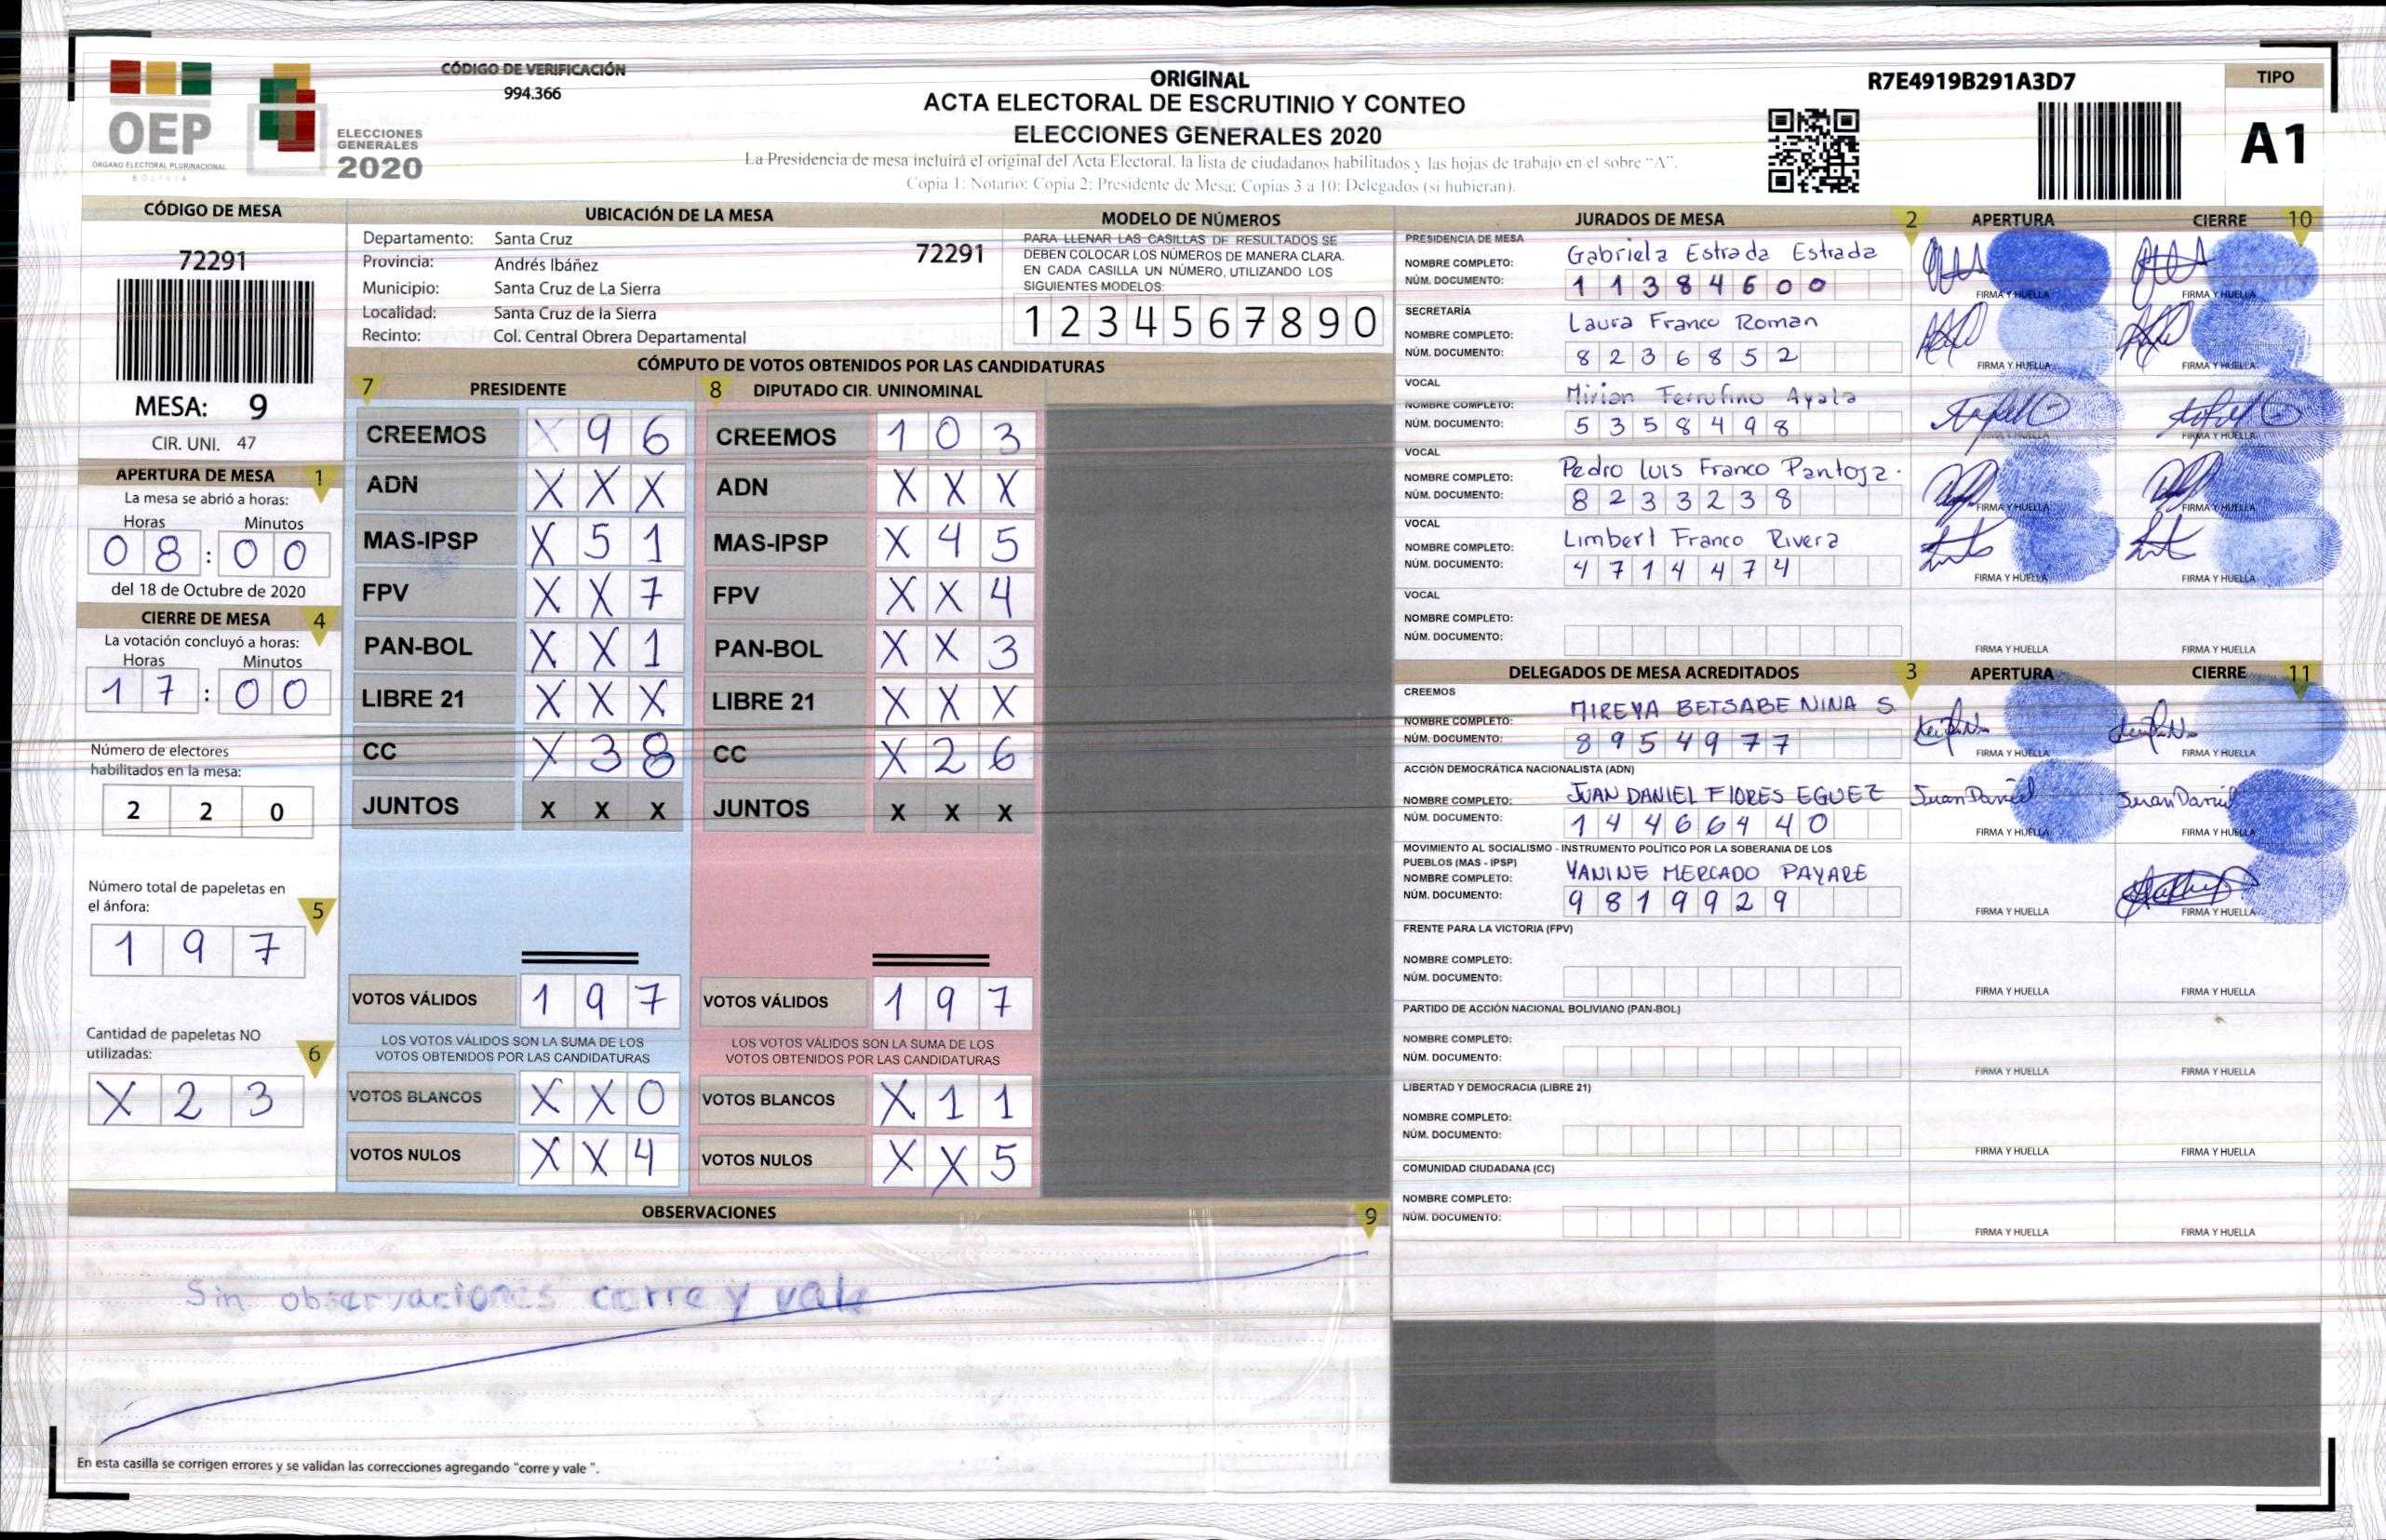 OEP
ÓRGANO ELECTORAL PLURINACIONAL
BOLIVIA
ELECCIONES
GENERALES
2020
CÓDIGO DE VERIFICACIÓN
994.366
ORIGINAL
ACTA ELECTORAL DE ESCRUTINIO Y CONTEO
ELECCIONES GENERALES 2020
La Presidencia de mesa incluirá el original del Acta Electoral, la lista de ciudadanos habilitados y las hojas de trabajo en el sobre "A".
Copia 1: Notario; Copia 2: Presidente de Mesa; Copias 3 a 10: Delegados (si hubieran).
R7E4919B291A3D7
TIPO
A1
CÓDIGO DE MESA
72291
MESA: 9
CIR. UNI. 47
APERTURA DE MESA 1
La mesa se abrió a horas:
Horas Minutos
0 8 : 0 0
del 18 de Octubre de 2020
CIERRE DE MESA 4
La votación concluyó a horas:
Horas Minutos
1 7 : 0 0
Número de electores
habilitados en la mesa:
2 2 0
Número total de papeletas en
el ánfora: 5
1 9 7
Cantidad de papeletas NO
utilizadas: 6
X 2 3
UBICACIÓN DE LA MESA
Departamento: Santa Cruz
Provincia: Andrés Ibáñez
Municipio: Santa Cruz de La Sierra
Localidad: Santa Cruz de la Sierra
Recinto: Col. Central Obrera Departamental
72291
MODELO DE NÚMEROS
PARA LLENAR LAS CASILLAS DE RESULTADOS SE
DEBEN COLOCAR LOS NÚMEROS DE MANERA CLARA.
EN CADA CASILLA UN NÚMERO, UTILIZANDO LOS
SIGUIENTES MODELOS:
1 2 3 4 5 6 7 8 9 0
CÓMPUTO DE VOTOS OBTENIDOS POR LAS CANDIDATURAS
7 PRESIDENTE
CREEMOS X 9 6
ADN X X X
MAS-IPSP X 5 1
FPV X X 7
PAN-BOL X X 1
LIBRE 21 X X X
CC X 3 8
JUNTOS X X X
VOTOS VÁLIDOS 1 9 7
LOS VOTOS VÁLIDOS SON LA SUMA DE LOS
VOTOS OBTENIDOS POR LAS CANDIDATURAS
VOTOS BLANCOS X X 0
VOTOS NULOS X X 4
8 DIPUTADO CIR. UNINOMINAL
CREEMOS 1 0 3
ADN X X X
MAS-IPSP X 4 5
FPV X X 4
PAN-BOL X X 3
LIBRE 21 X X X
CC X 2 6
JUNTOS X X X
VOTOS VÁLIDOS 1 9 7
LOS VOTOS VÁLIDOS SON LA SUMA DE LOS
VOTOS OBTENIDOS POR LAS CANDIDATURAS
VOTOS BLANCOS X 1 1
VOTOS NULOS X X 5
OBSERVACIONES 9
Sin observaciones corre y vale
En esta casilla se corrigen errores y se validan las correcciones agregando "corre y vale ".
JURADOS DE MESA 2 APERTURA CIERRE 10
PRESIDENCIA DE MESA
NOMBRE COMPLETO: Gabriela Estrada Estrada
NÚM. DOCUMENTO: 1 1 3 8 4 6 0 0
FIRMA Y HUELLA FIRMA Y HUELLA
SECRETARÍA
NOMBRE COMPLETO: Laura Franco Roman
NÚM. DOCUMENTO: 8 2 3 6 8 5 2
FIRMA Y HUELLA FIRMA Y HUELLA
VOCAL
NOMBRE COMPLETO: Mirian Ferrufino Ayala
NÚM. DOCUMENTO: 5 3 5 8 4 9 8
FIRMA Y HUELLA FIRMA Y HUELLA
VOCAL
NOMBRE COMPLETO: Pedro Luis Franco Pantoja.
NÚM. DOCUMENTO: 8 2 3 3 2 3 8
FIRMA Y HUELLA FIRMA Y HUELLA
VOCAL
NOMBRE COMPLETO: Limbert Franco Rivera
NÚM. DOCUMENTO: 4 7 1 4 4 7 4
FIRMA Y HUELLA FIRMA Y HUELLA
VOCAL
NOMBRE COMPLETO:
NÚM. DOCUMENTO:
FIRMA Y HUELLA FIRMA Y HUELLA
DELEGADOS DE MESA ACREDITADOS 3 APERTURA CIERRE 11
CREEMOS
NOMBRE COMPLETO: MIREYA BETSABE NINA S
NÚM. DOCUMENTO: 8 9 5 4 9 7 7
FIRMA Y HUELLA FIRMA Y HUELLA
ACCIÓN DEMOCRÁTICA NACIONALISTA (ADN)
NOMBRE COMPLETO: JUAN DANIEL FLORES EGUEZ Juan Daniel Juan Daniel
NÚM. DOCUMENTO: 1 4 4 6 6 4 4 0
FIRMA Y HUELLA FIRMA Y HUELLA
MOVIMIENTO AL SOCIALISMO - INSTRUMENTO POLÍTICO POR LA SOBERANIA DE LOS
PUEBLOS (MAS - IPSP)
NOMBRE COMPLETO: YANINE MERCADO PAYARE
NÚM. DOCUMENTO: 9 8 1 9 9 2 9
FIRMA Y HUELLA FIRMA Y HUELLA
FRENTE PARA LA VICTORIA (FPV)
NOMBRE COMPLETO:
NÚM. DOCUMENTO:
FIRMA Y HUELLA FIRMA Y HUELLA
PARTIDO DE ACCIÓN NACIONAL BOLIVIANO (PAN-BOL)
NOMBRE COMPLETO:
NÚM. DOCUMENTO:
FIRMA Y HUELLA FIRMA Y HUELLA
LIBERTAD Y DEMOCRACIA (LIBRE 21)
NOMBRE COMPLETO:
NÚM. DOCUMENTO:
FIRMA Y HUELLA FIRMA Y HUELLA
COMUNIDAD CIUDADANA (CC)
NOMBRE COMPLETO:
NÚM. DOCUMENTO:
FIRMA Y HUELLA FIRMA Y HUELLA